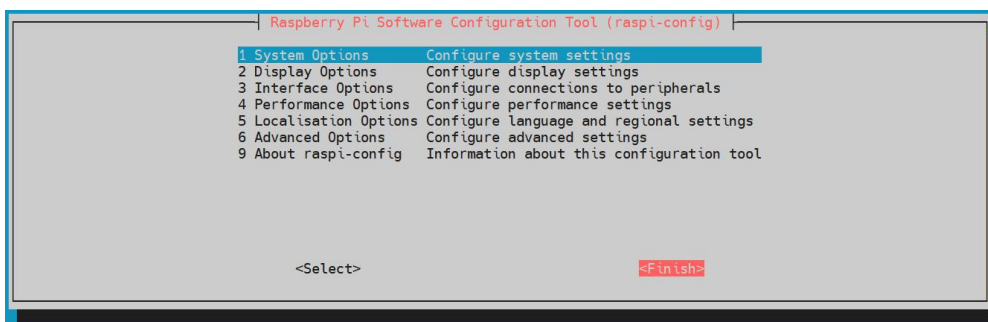 Raspberry Pi Software Configuration Tool (raspi-config)
1 System Options Configure system settings
2 Display Options Configure display settings
3 Interface Options Configure connections to peripherals
4 Performance Options Configure performance settings
5 Localisation Options Configure language and regional settings
6 Advanced Options Configure advanced settings
9 About raspi-config Information about this configuration tool
<Select> <Finish>